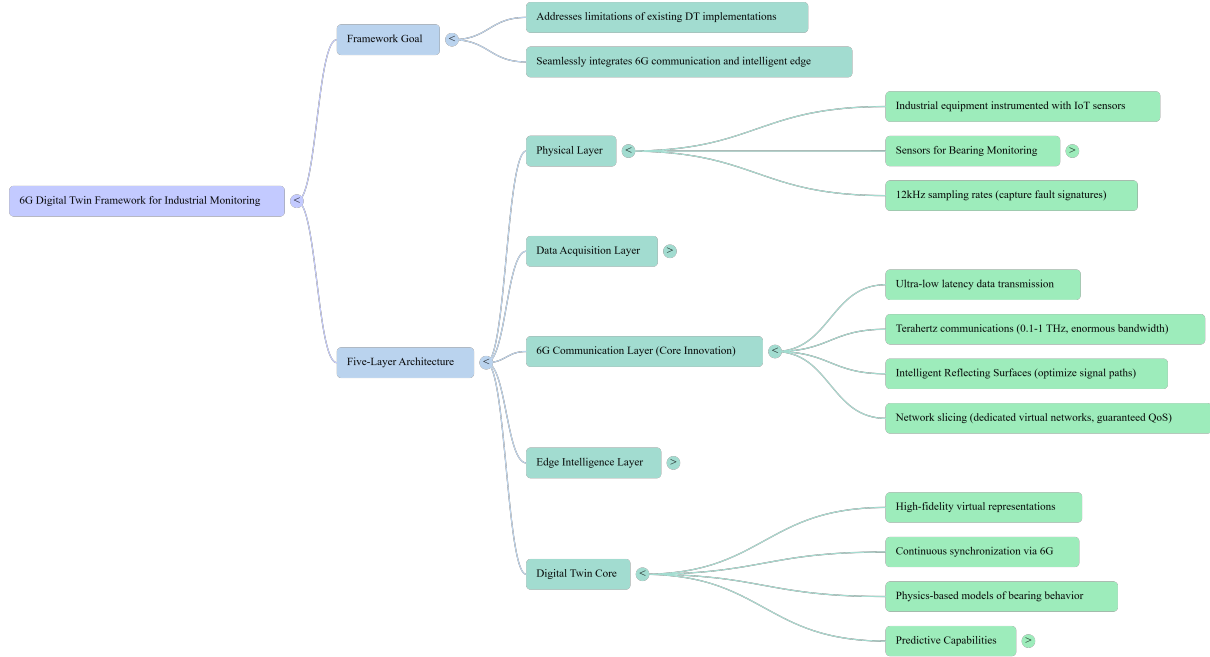 6G Digital Twin Framework for Industrial Monitoring
<
Framework Goal
<
Addresses limitations of existing DT implementations
Seamlessly integrates 6G communication and intelligent edge
Five-Layer Architecture
<
Physical Layer
<
Industrial equipment instrumented with IoT sensors
Sensors for Bearing Monitoring
>
12kHz sampling rates (capture fault signatures)
Data Acquisition Layer
>
6G Communication Layer (Core Innovation)
<
Ultra-low latency data transmission
Terahertz communications (0.1-1 THz, enormous bandwidth)
Intelligent Reflecting Surfaces (optimize signal paths)
Network slicing (dedicated virtual networks, guaranteed QoS)
Edge Intelligence Layer
>
Digital Twin Core
<
High-fidelity virtual representations
Continuous synchronization via 6G
Physics-based models of bearing behavior
Predictive Capabilities
>